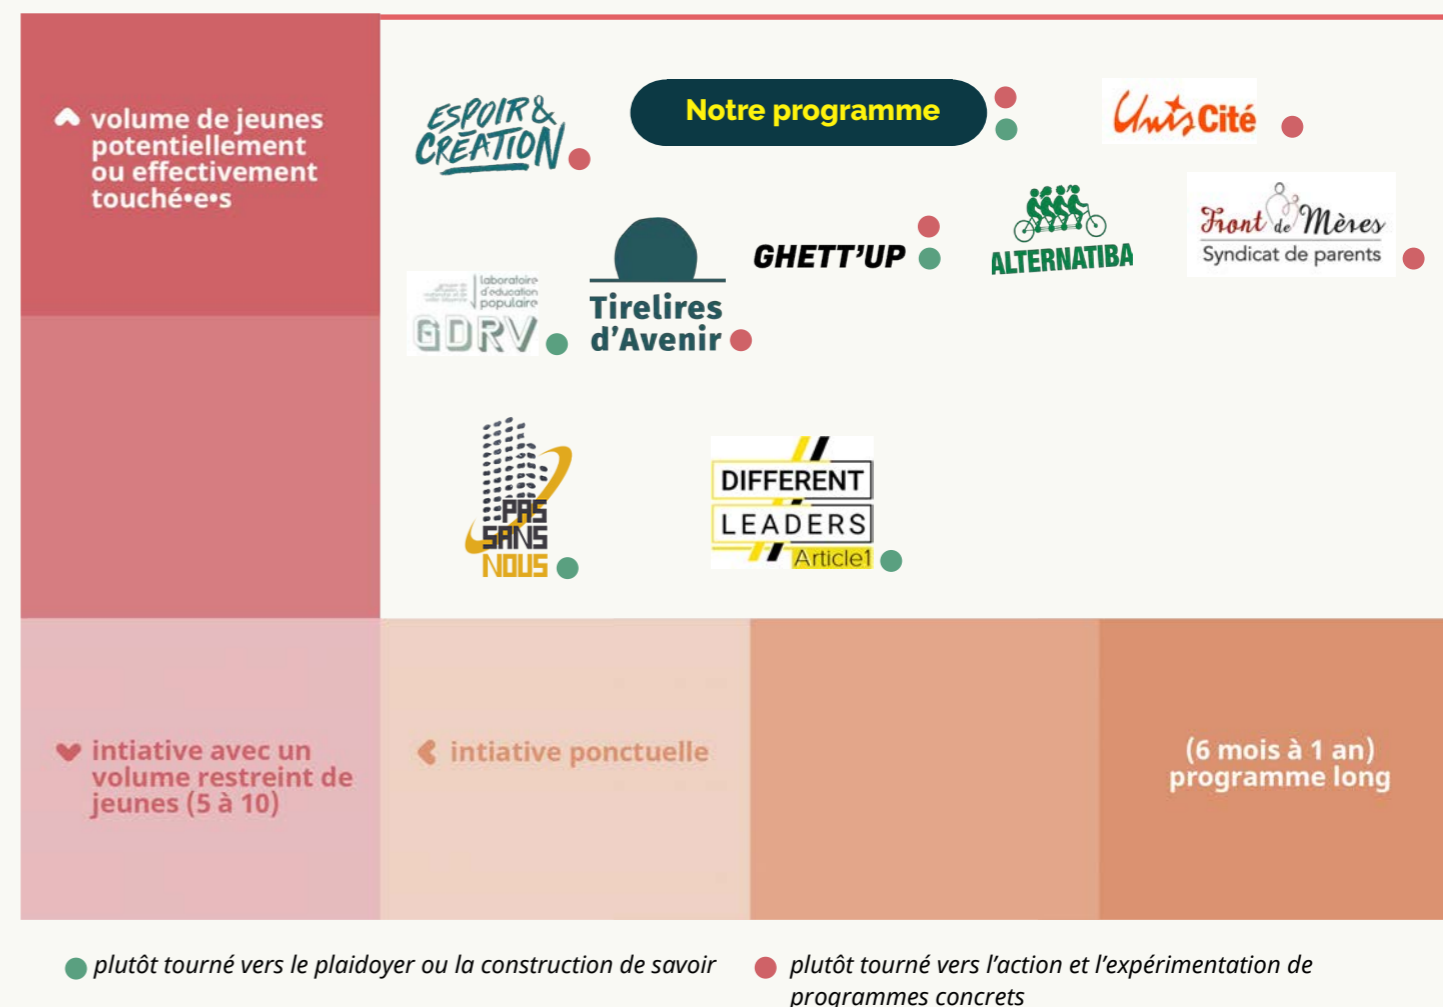 volume de jeunes
potentiellement
ou effectivement
touché•e•s
ESPOIR &
CRÉATION
Notre programme
Unis Cité
GHETT'UP
ALTERNATIBA
Front de Mères
Syndicat de parents
laboratoire
d'éducation
populaire
GDRV
Tirelires
d'Avenir
PAS
SANS
NOUS
DIFFERENT
LEADERS
Article1
intiative avec un
volume restreint de
jeunes (5 à 10)
intiative ponctuelle
(6 mois à 1 an)
programme long
plutôt tourné vers le plaidoyer ou la construction de savoir
plutôt tourné vers l'action et l'expérimentation de
programmes concrets